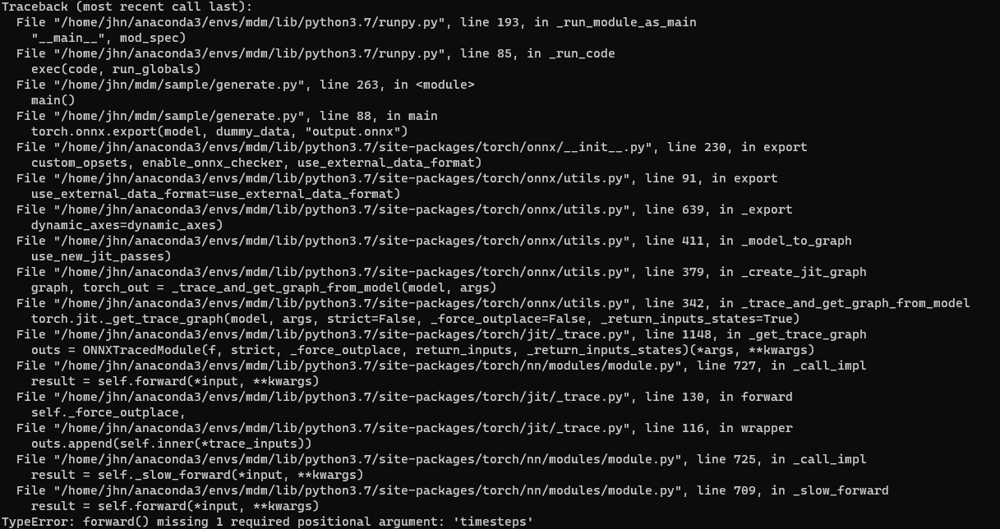 Traceback (most recent call last):
  File "/home/jhn/anaconda3/envs/mdm/lib/python3.7/runpy.py", line 193, in _run_module_as_main
    "__main__", mod_spec)
  File "/home/jhn/anaconda3/envs/mdm/lib/python3.7/runpy.py", line 85, in _run_code
    exec(code, run_globals)
  File "/home/jhn/mdm/sample/generate.py", line 263, in <module>
    main()
  File "/home/jhn/mdm/sample/generate.py", line 88, in main
    torch.onnx.export(model, dummy_data, "output.onnx")
  File "/home/jhn/anaconda3/envs/mdm/lib/python3.7/site-packages/torch/onnx/__init__.py", line 230, in export
    custom_opsets, enable_onnx_checker, use_external_data_format)
  File "/home/jhn/anaconda3/envs/mdm/lib/python3.7/site-packages/torch/onnx/utils.py", line 91, in export
    use_external_data_format=use_external_data_format)
  File "/home/jhn/anaconda3/envs/mdm/lib/python3.7/site-packages/torch/onnx/utils.py", line 639, in _export
    dynamic_axes=dynamic_axes)
  File "/home/jhn/anaconda3/envs/mdm/lib/python3.7/site-packages/torch/onnx/utils.py", line 411, in _model_to_graph
    use_new_jit_passes)
  File "/home/jhn/anaconda3/envs/mdm/lib/python3.7/site-packages/torch/onnx/utils.py", line 379, in _create_jit_graph
    graph, torch_out = _trace_and_get_graph_from_model(model, args)
  File "/home/jhn/anaconda3/envs/mdm/lib/python3.7/site-packages/torch/onnx/utils.py", line 342, in _trace_and_get_graph_from_model
    torch.jit._get_trace_graph(model, args, strict=False, _force_outplace=False, _return_inputs_states=True)
  File "/home/jhn/anaconda3/envs/mdm/lib/python3.7/site-packages/torch/jit/_trace.py", line 1148, in _get_trace_graph
    outs = ONNXTracedModule(f, strict, _force_outplace, return_inputs, _return_inputs_states)(*args, **kwargs)
  File "/home/jhn/anaconda3/envs/mdm/lib/python3.7/site-packages/torch/nn/modules/module.py", line 727, in _call_impl
    result = self.forward(*input, **kwargs)
  File "/home/jhn/anaconda3/envs/mdm/lib/python3.7/site-packages/torch/jit/_trace.py", line 130, in forward
    self._force_outplace,
  File "/home/jhn/anaconda3/envs/mdm/lib/python3.7/site-packages/torch/jit/_trace.py", line 116, in wrapper
    outs.append(self.inner(*trace_inputs))
  File "/home/jhn/anaconda3/envs/mdm/lib/python3.7/site-packages/torch/nn/modules/module.py", line 725, in _call_impl
    result = self._slow_forward(*input, **kwargs)
  File "/home/jhn/anaconda3/envs/mdm/lib/python3.7/site-packages/torch/nn/modules/module.py", line 709, in _slow_forward
    result = self.forward(*input, **kwargs)
TypeError: forward() missing 1 required positional argument: 'timesteps'